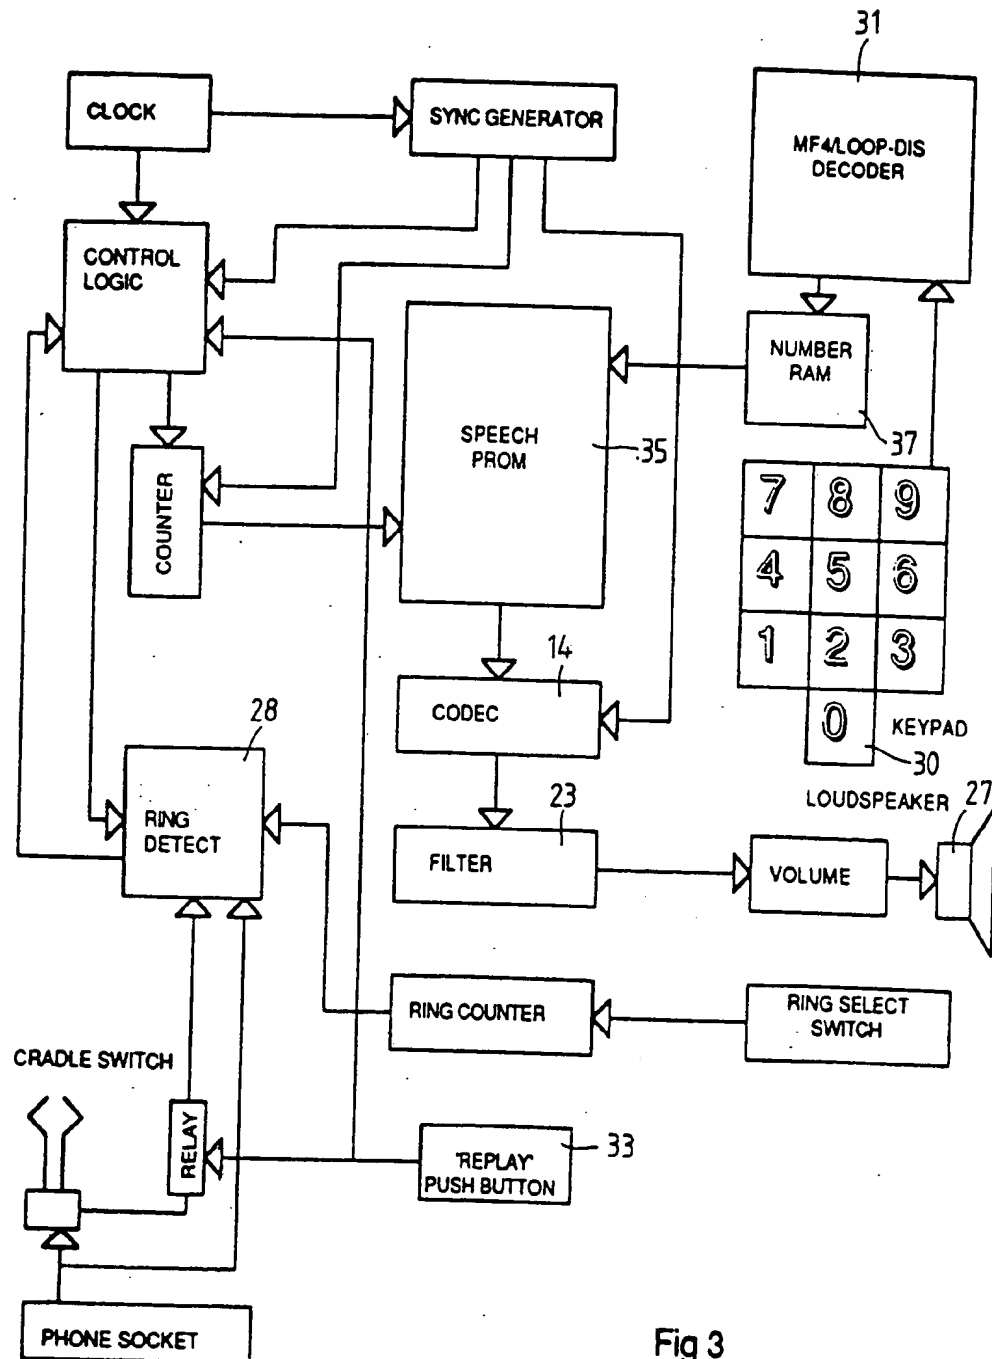 31
CLOCK
SYNC GENERATOR
MF4/LOOP-DIS
DECODER
CONTROL
LOGIC
NUMBER
RAM
37
SPEECH
PROM
35
COUNTER
7 8 9
4 5 6
1 2 3
0
KEYPAD
30
14
CODEC
28
RING
DETECT
23
FILTER
LOUDSPEAKER
27
VOLUME
RING COUNTER
RING SELECT
SWITCH
CRADLE SWITCH
RELAY
'REPLAY'
PUSH BUTTON
33
PHONE SOCKET
Fig 3